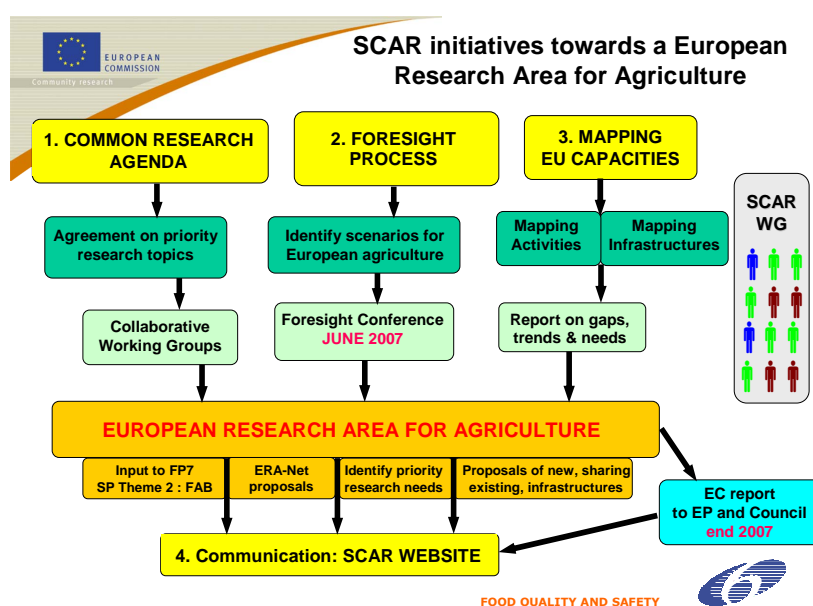 EUROPEAN
COMMISSION
Community research
SCAR initiatives towards a European
Research Area for Agriculture
1. COMMON RESEARCH
AGENDA
2. FORESIGHT
PROCESS
3. MAPPING
EU CAPACITIES
Agreement on priority
research topics
Identify scenarios for
European agriculture
Mapping
Activities
Mapping
Infrastructures
SCAR
WG
Collaborative
Working Groups
Foresight Conference
JUNE 2007
Report on gaps,
trends & needs
EUROPEAN RESEARCH AREA FOR AGRICULTURE
Input to FP7
SP Theme 2 : FAB
ERA-Net
proposals
Identify priority
research needs
Proposals of new, sharing
existing, infrastructures
EC report
to EP and Council
end 2007
4. Communication: SCAR WEBSITE
FOOD QUALITY AND SAFETY
6